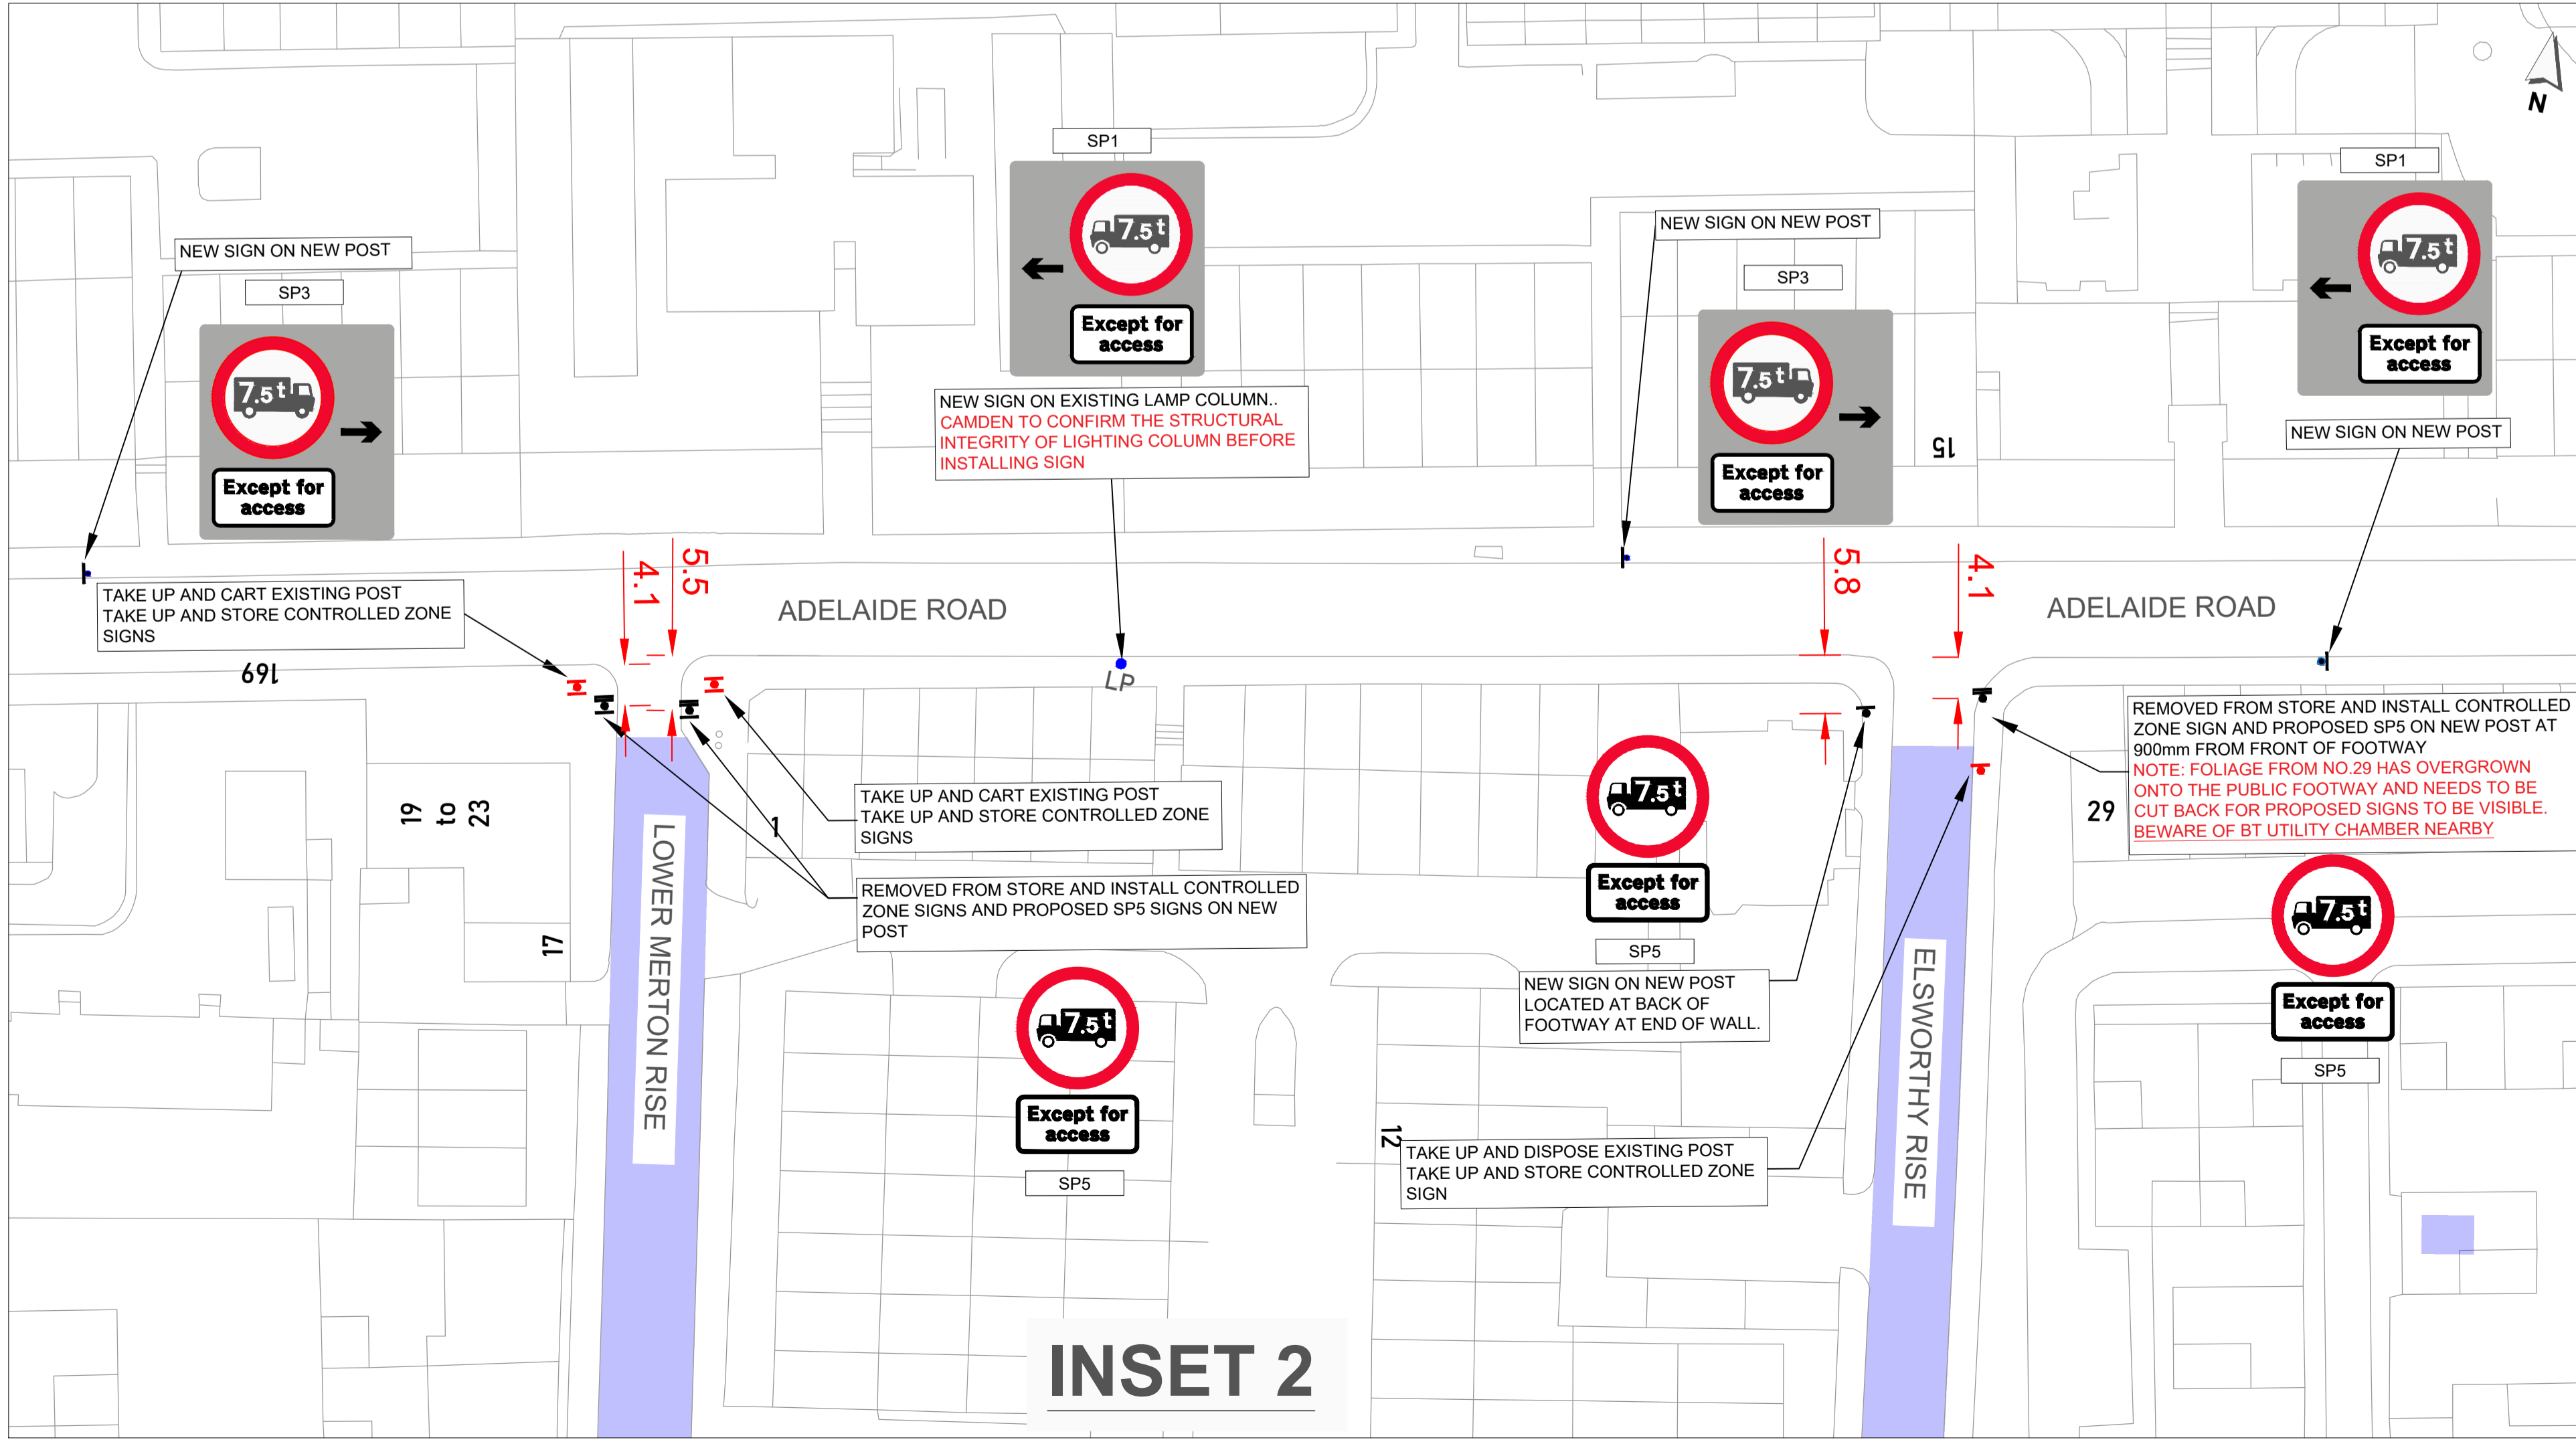 N
SP1
7.5t
Except for
access
SP1
7.5t
Except for
access
NEW SIGN ON NEW POST
SP3
7.5t
Except for
access
NEW SIGN ON NEW POST
SP3
7.5t
Except for
access
15
NEW SIGN ON EXISTING LAMP COLUMN..
CAMDEN TO CONFIRM THE STRUCTURAL
INTEGRITY OF LIGHTING COLUMN BEFORE
INSTALLING SIGN
NEW SIGN ON NEW POST
4.1
5.5
5.8
4.1
TAKE UP AND CART EXISTING POST
TAKE UP AND STORE CONTROLLED ZONE
SIGNS
ADELAIDE ROAD
ADELAIDE ROAD
169
LP
REMOVED FROM STORE AND INSTALL CONTROLLED
ZONE SIGN AND PROPOSED SP5 ON NEW POST AT
900mm FROM FRONT OF FOOTWAY
NOTE: FOLIAGE FROM NO.29 HAS OVERGROWN
ONTO THE PUBLIC FOOTWAY AND NEEDS TO BE
CUT BACK FOR PROPOSED SIGNS TO BE VISIBLE.
BEWARE OF BT UTILITY CHAMBER NEARBY
29
19
to
23
1
TAKE UP AND CART EXISTING POST
TAKE UP AND STORE CONTROLLED ZONE
SIGNS
7.5t
Except for
access
SP5
REMOVED FROM STORE AND INSTALL CONTROLLED
ZONE SIGNS AND PROPOSED SP5 SIGNS ON NEW
POST
17
LOWER MERTON RISE
NEW SIGN ON NEW POST
LOCATED AT BACK OF
FOOTWAY AT END OF WALL.
ELSWORTHY RISE
7.5t
Except for
access
SP5
7.5t
Except for
access
SP5
12
TAKE UP AND DISPOSE EXISTING POST
TAKE UP AND STORE CONTROLLED ZONE
SIGN
INSET 2